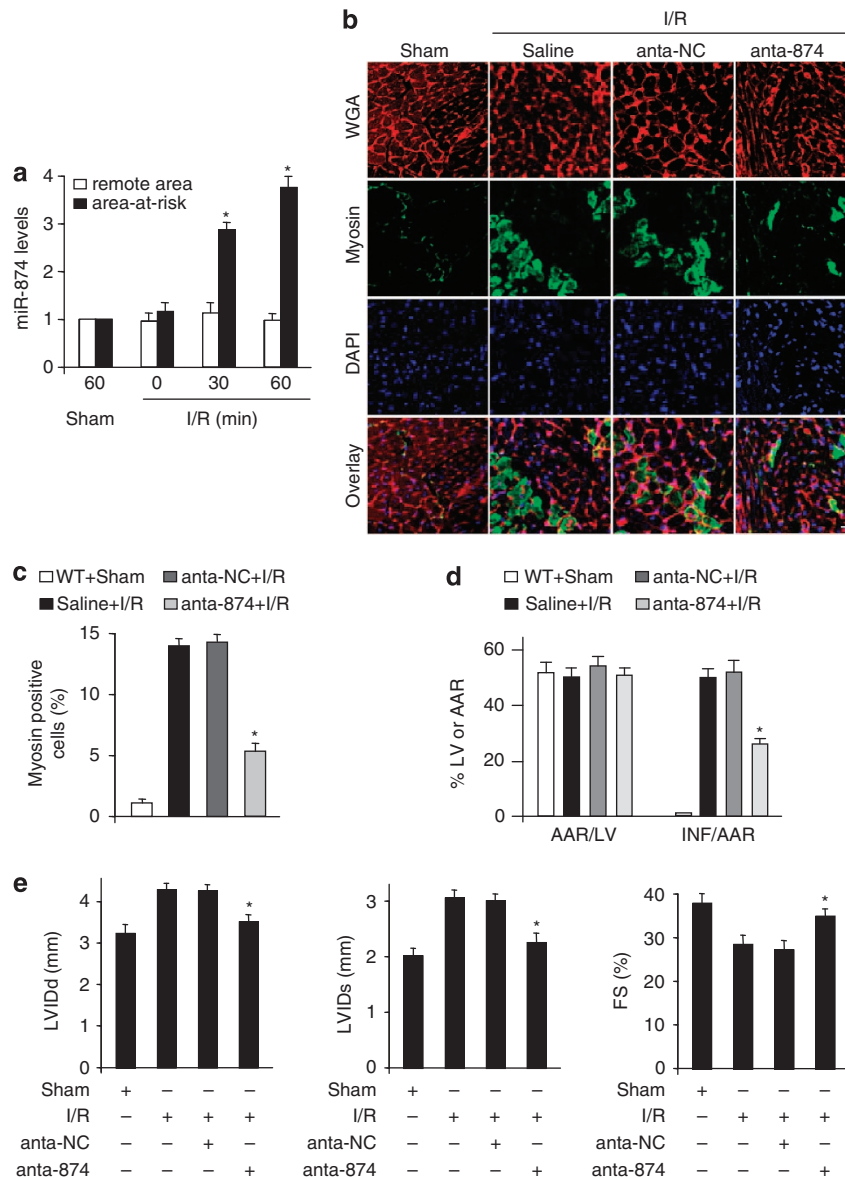 a
remote area
area-at-risk
miR-874 levels
4
3
2
1
0
*
*
60
0
30
60
Sham
I/R (min)
b
I/R
Sham
Saline
anta-NC
anta-874
WGA
Myosin
DAPI
Overlay
c
WT+Sham
anta-NC+I/R
Saline+I/R
anta-874+I/R
Myosin positive
cells (%)
15
10
5
0
*
d
WT+Sham
anta-NC+I/R
Saline+I/R
anta-874+I/R
% LV or AAR
60
40
20
0
*
AAR/LV
INF/AAR
e
LVIDd (mm)
4
3
2
1
0
*
Sham + – – –
I/R – + + +
anta-NC – – + –
anta-874 – – – +
LVIDs (mm)
3
2
1
0
*
Sham + – – –
I/R – + + +
anta-NC – – + –
anta-874 – – – +
FS (%)
40
30
20
10
0
*
Sham + – – –
I/R – + + +
anta-NC – – + –
anta-874 – – – +